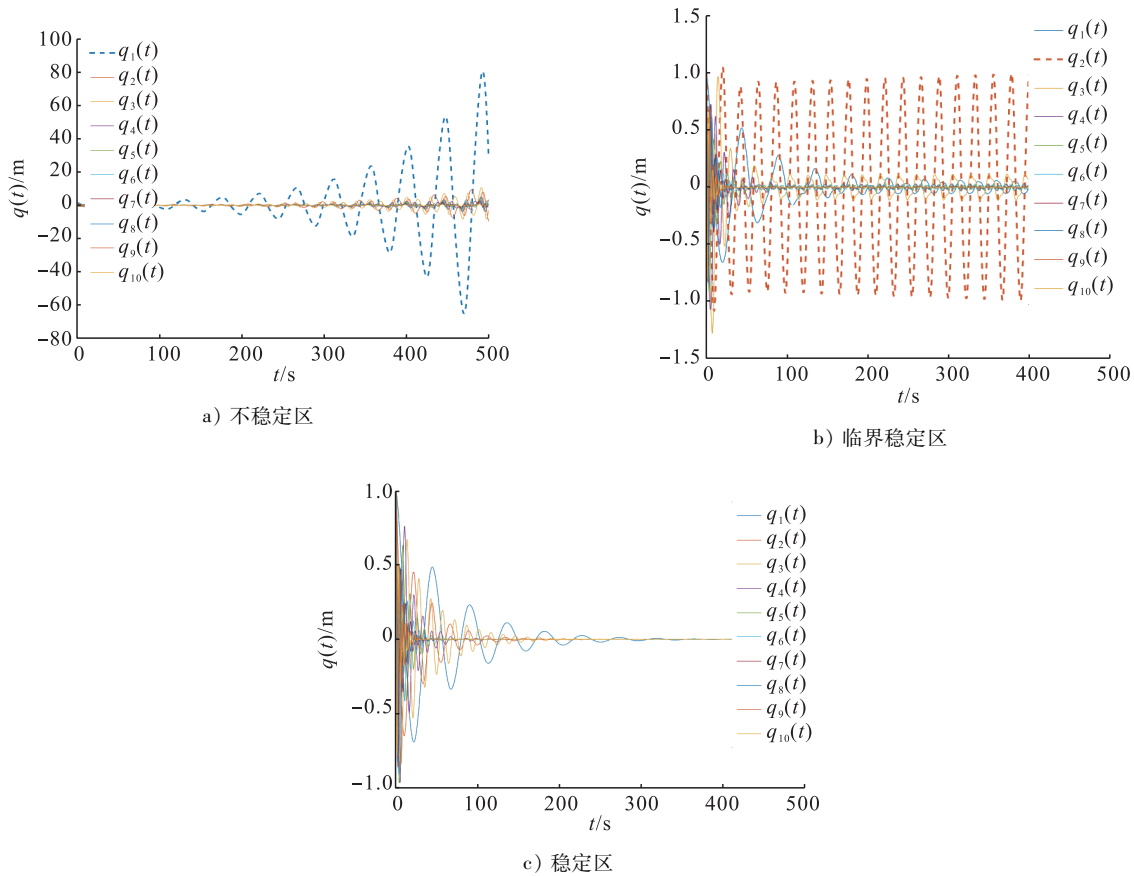 100
80
60
40
20
0
−20
−40
−60
−80
q(t)/m
q₁(t)
q₂(t)
q₃(t)
q₄(t)
q₅(t)
q₆(t)
q₇(t)
q₈(t)
q₉(t)
q₁₀(t)
0 100 200 300 400 500
t/s
a) 不稳定区
1.5
1.0
0.5
0
−0.5
−1.0
−1.5
q(t)/m
q₁(t)
q₂(t)
q₃(t)
q₄(t)
q₅(t)
q₆(t)
q₇(t)
q₈(t)
q₉(t)
q₁₀(t)
0 100 200 300 400 500
t/s
b) 临界稳定区
1.0
0.5
0
−0.5
−1.0
q(t)/m
q₁(t)
q₂(t)
q₃(t)
q₄(t)
q₅(t)
q₆(t)
q₇(t)
q₈(t)
q₉(t)
q₁₀(t)
0 100 200 300 400 500
t/s
c) 稳定区